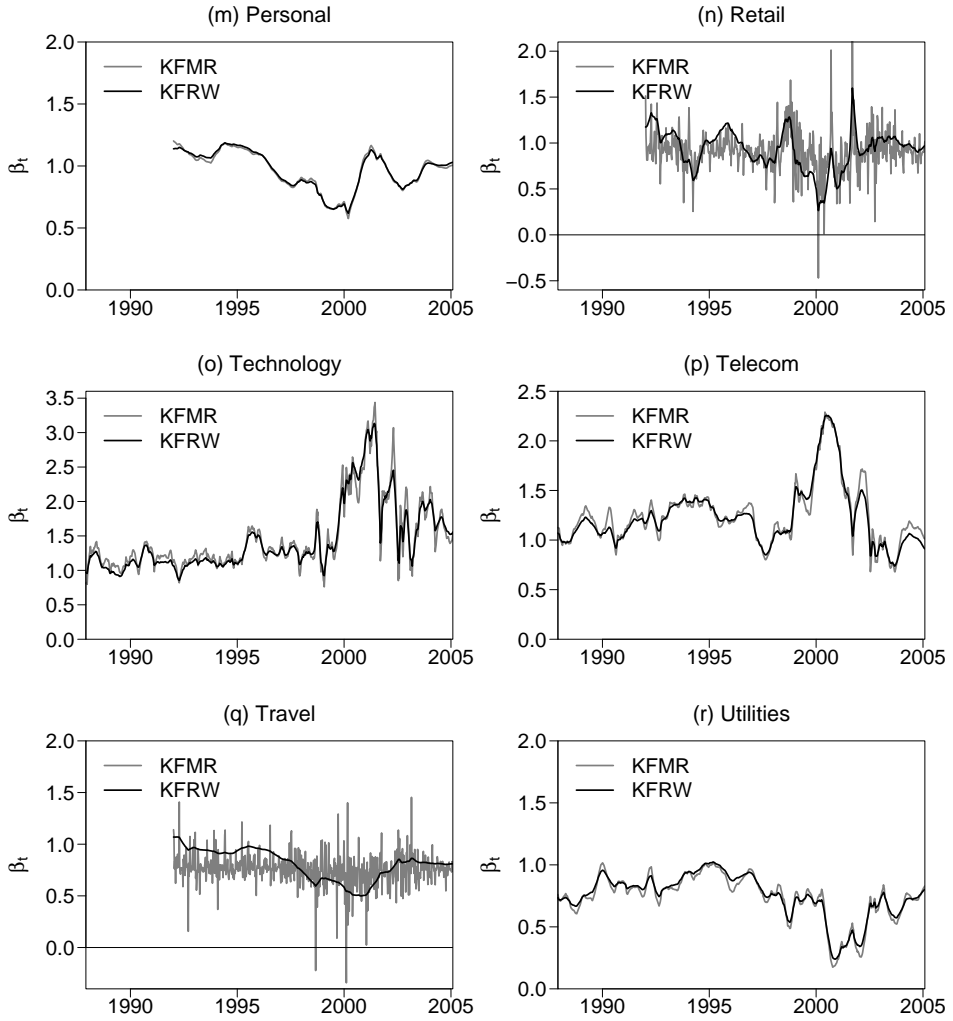 (m) Personal
2.0
1.5
1.0
0.5
0.0
βt
KFMR
KFRW
1990 1995 2000 2005
(n) Retail
2.0
1.5
1.0
0.5
0.0
−0.5
βt
KFMR
KFRW
1990 1995 2000 2005
(o) Technology
3.5
3.0
2.5
2.0
1.5
1.0
0.5
0.0
βt
KFMR
KFRW
1990 1995 2000 2005
(p) Telecom
2.5
2.0
1.5
1.0
0.5
0.0
βt
KFMR
KFRW
1990 1995 2000 2005
(q) Travel
2.0
1.5
1.0
0.5
0.0
βt
KFMR
KFRW
1990 1995 2000 2005
(r) Utilities
2.0
1.5
1.0
0.5
0.0
βt
KFMR
KFRW
1990 1995 2000 2005